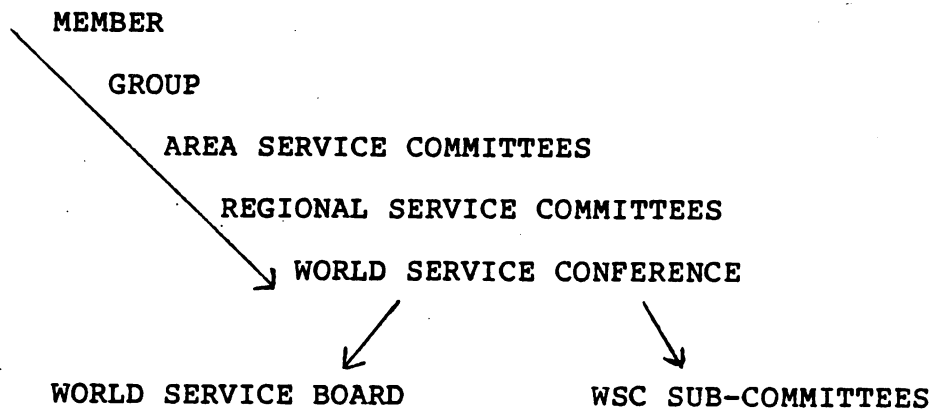 MEMBER
GROUP
AREA SERVICE COMMITTEES
REGIONAL SERVICE COMMITTEES
WORLD SERVICE CONFERENCE
WORLD SERVICE BOARD WSC SUB-COMMITTEES